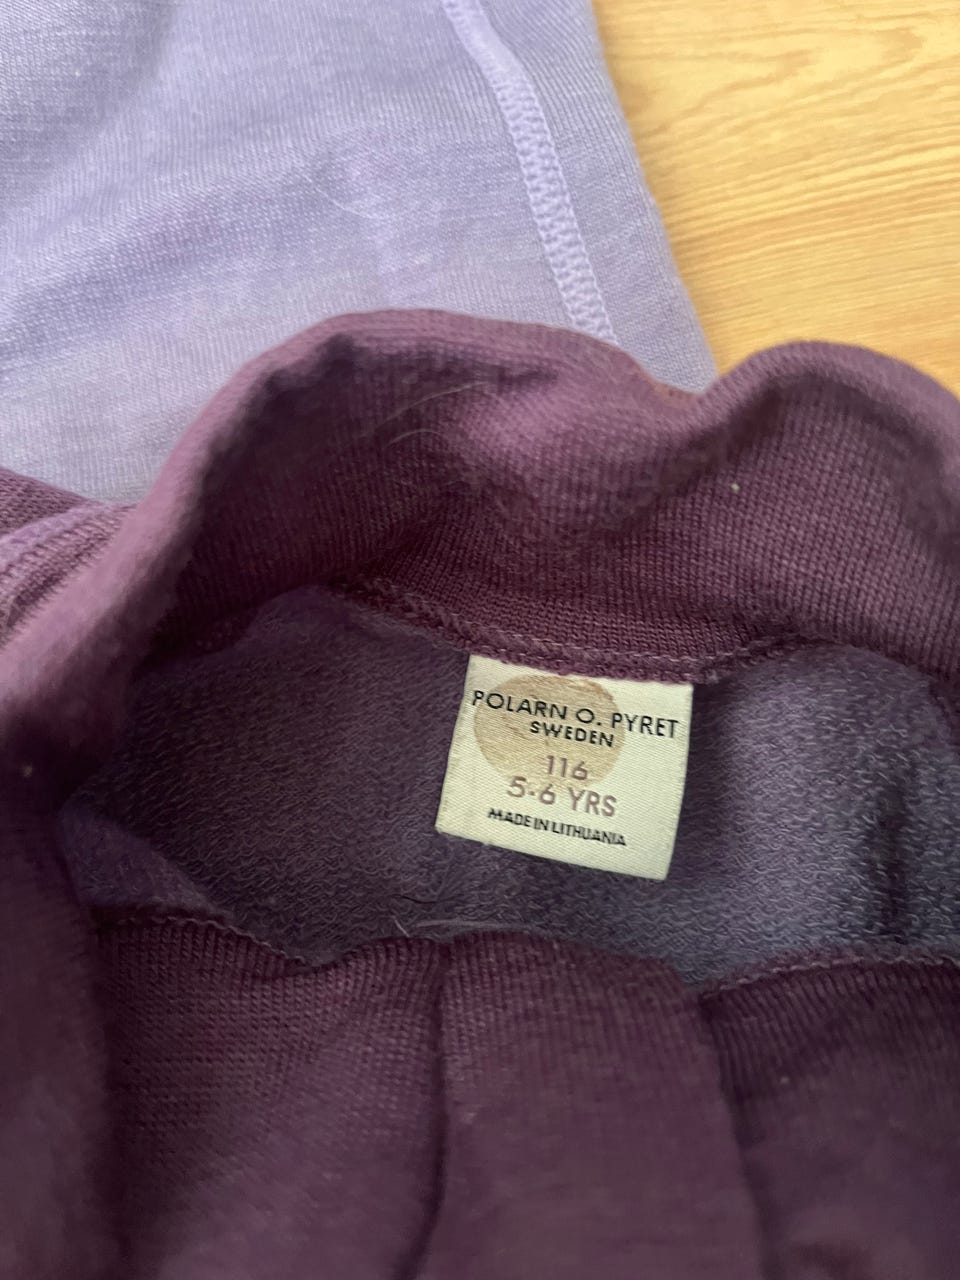 POLARN O. PYRET
SWEDEN
116
5-6 YRS
MADE IN LITHUANIA